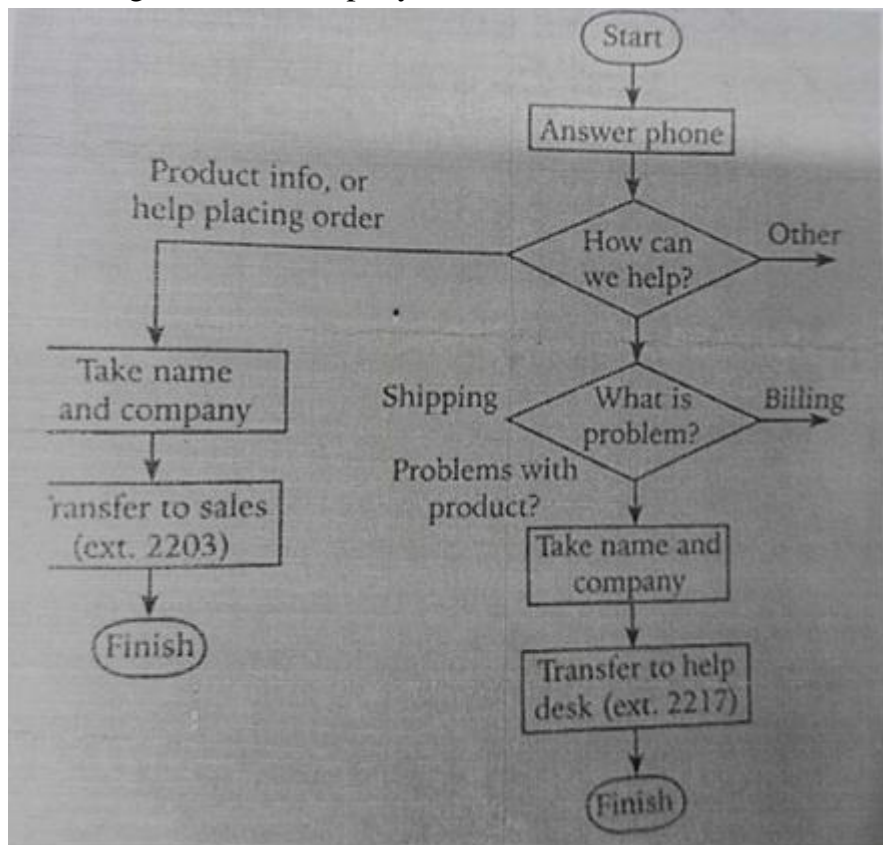 Start
Answer phone
Product info, or
help placing order
How can
we help?
Other
Take name
and company
Shipping
What is
problem?
Billing
Problems with
product?
ransfer to sales
(ext. 2203)
Take name and
company
Finish
Transfer to help
desk (ext. 2217)
Finish